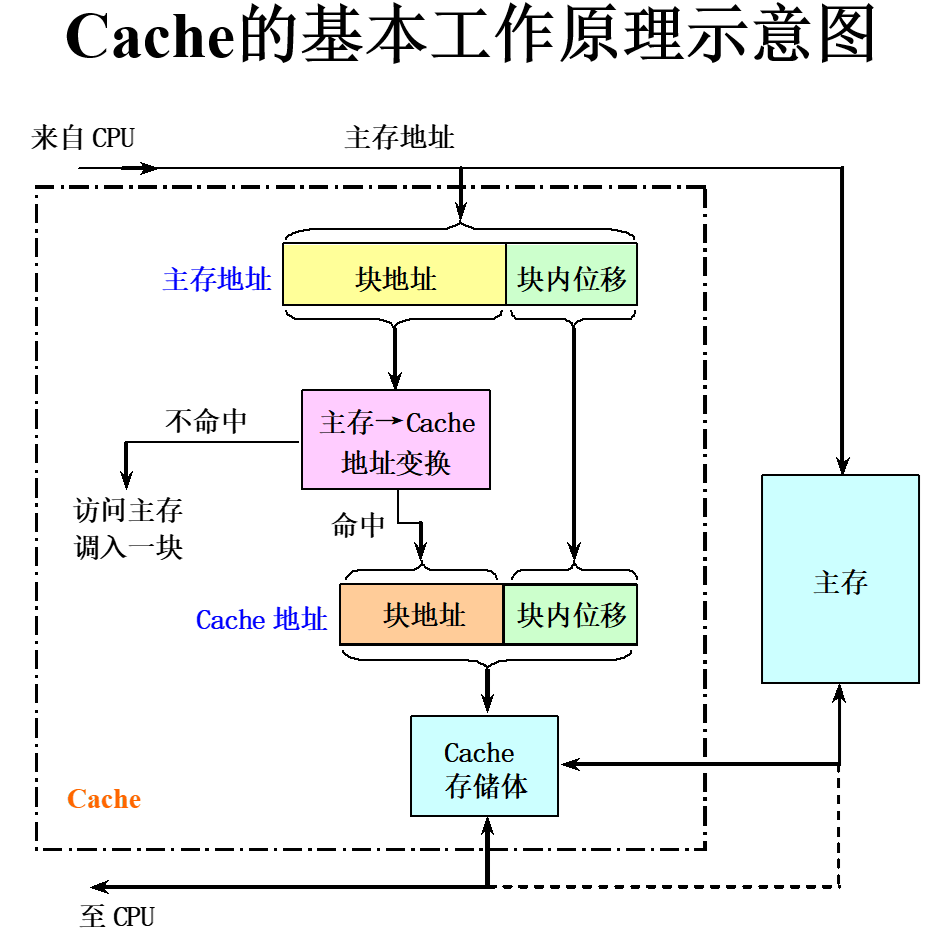 Cache的基本工作原理示意图
来自 CPU
主存地址
主存地址
块地址
块内位移
不命中
主存→Cache
地址变换
访问主存
调入一块
命中
主存
Cache 地址
块地址
块内位移
Cache
存储体
Cache
至 CPU